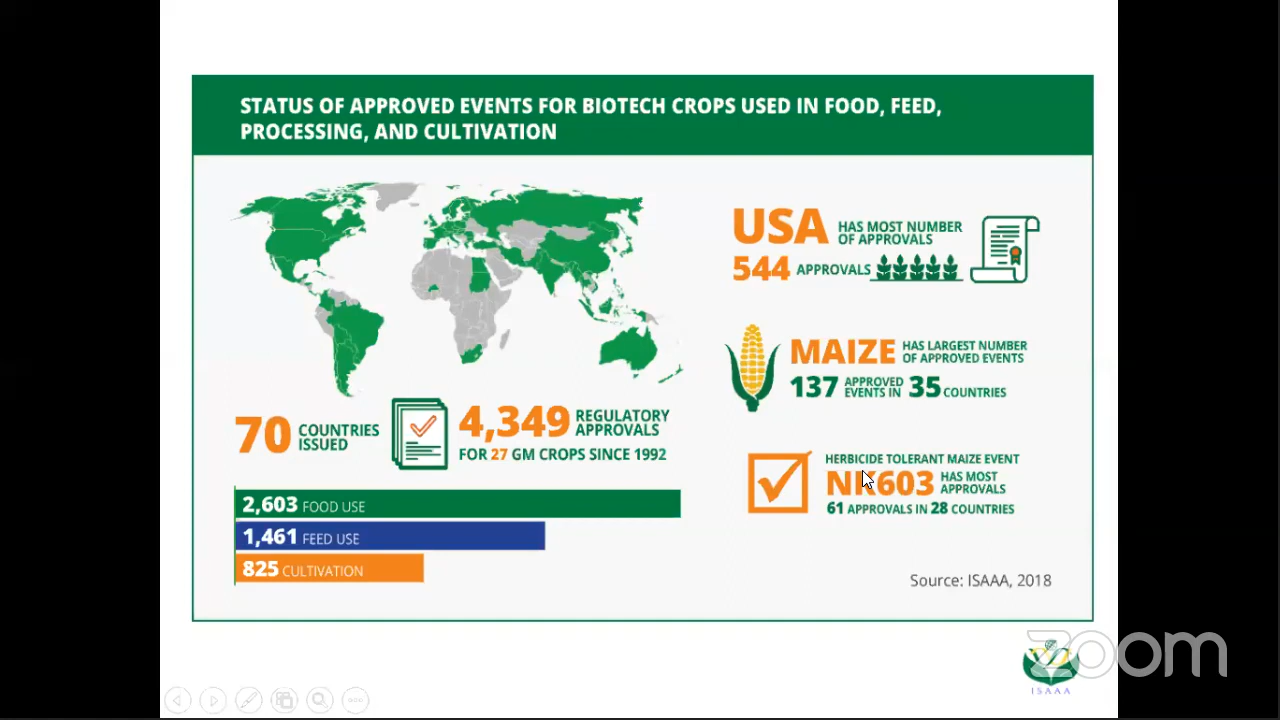 STATUS OF APPROVED EVENTS FOR BIOTECH CROPS USED IN FOOD, FEED,
PROCESSING, AND CULTIVATION
USA HAS MOST NUMBER
OF APPROVALS
544 APPROVALS
MAIZE HAS LARGEST NUMBER
OF APPROVED EVENTS
137 APPROVED
EVENTS IN 35 COUNTRIES
70 COUNTRIES
ISSUED
4,349 REGULATORY
APPROVALS
FOR 27 GM CROPS SINCE 1992
HERBICIDE TOLERANT MAIZE EVENT
NK603 HAS MOST
APPROVALS
61 APPROVALS IN 28 COUNTRIES
2,603 FOOD USE
1,461 FEED USE
825 CULTIVATION
Source: ISAAA, 2018
zoom
ISAAA